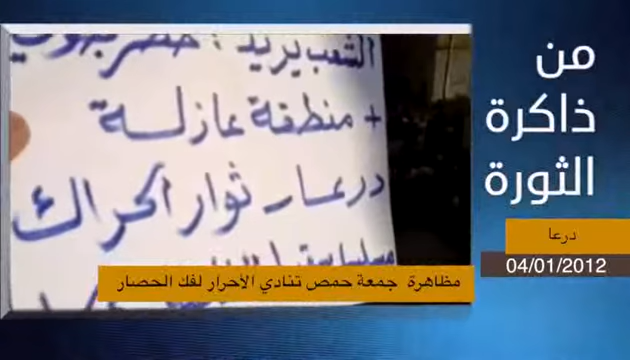 من
ذاكرة
الثورة
درعا
04/01/2012
الشعب يريد : حضر جوي
+ منطقة عازلة
درعا ثوار الحراك
مظاهرة جمعة حمص تنادي الأحرار لفك الحصار